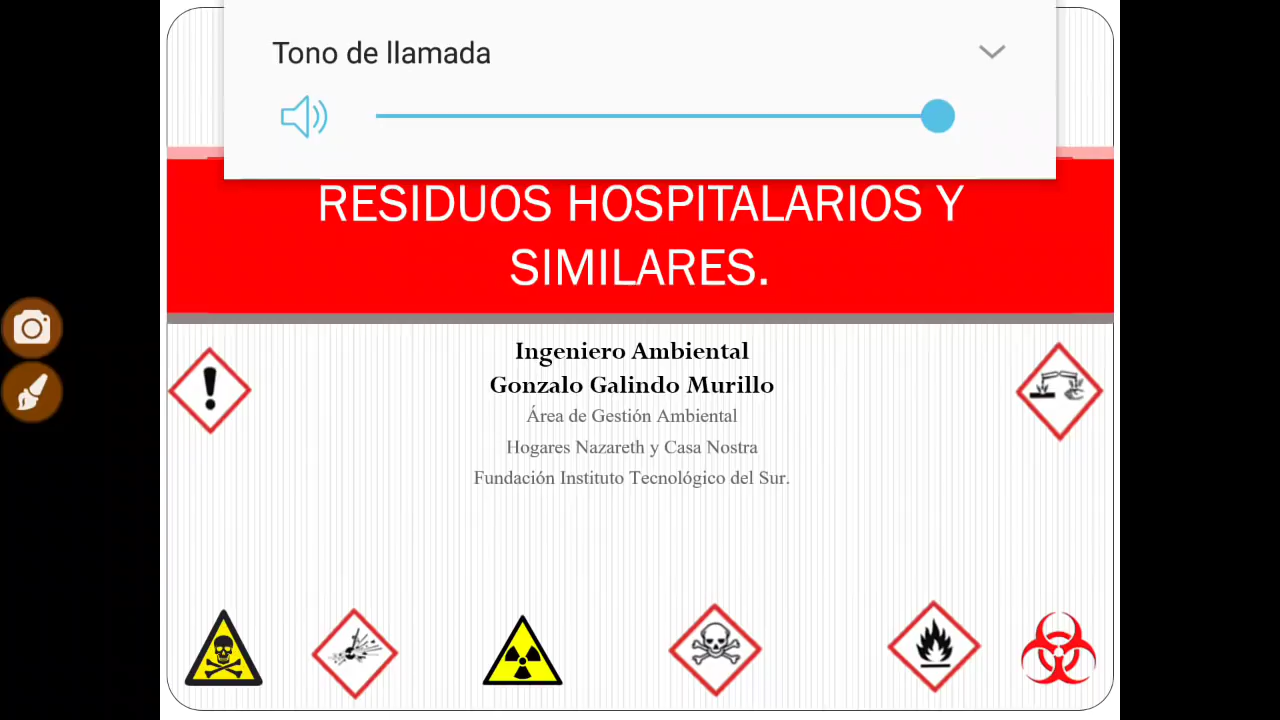 Tono de llamada
RESIDUOS HOSPITALARIOS Y
SIMILARES.
Ingeniero Ambiental
Gonzalo Galindo Murillo
Área de Gestión Ambiental
Hogares Nazareth y Casa Nostra
Fundación Instituto Tecnológico del Sur.